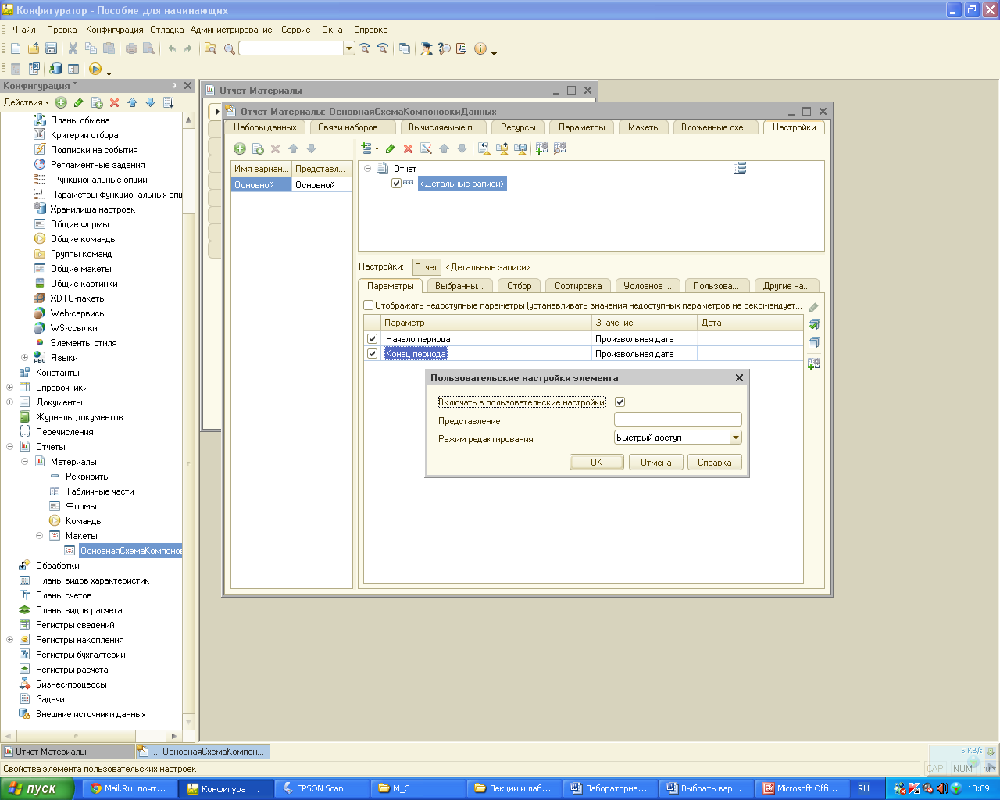 Конфигуратор - Пособие для начинающих
Файл Правка Конфигурация Отладка Администрирование Сервис Окна Справка
Конфигурация *
Действия
Планы обмена
Критерии отбора
Подписки на события
Регламентные задания
Функциональные опции
Параметры функциональных опц
Хранилища настроек
Общие формы
Общие команды
Группы команд
Общие макеты
Общие картинки
XDTO-пакеты
Web-сервисы
WS-ссылки
Элементы стиля
Языки
Константы
Справочники
Документы
Журналы документов
Перечисления
Отчеты
Материалы
Реквизиты
Табличные части
Формы
Команды
Макеты
ОсновнаяСхемаКомпонов
Обработки
Планы видов характеристик
Планы счетов
Планы видов расчета
Регистры сведений
Регистры накопления
Регистры бухгалтерии
Регистры расчета
Бизнес-процессы
Задачи
Внешние источники данных
Отчет Материалы
Отчет Материалы: ОсновнаяСхемаКомпоновкиДанных
Наборы данных Связи наборов ... Вычисляемые п... Ресурсы Параметры Макеты Вложенные схе... Настройки
Имя вариан... Представл...
Основной Основной
Отчет
<Детальные записи>
Настройки: Отчет <Детальные записи>
Параметры Выбранны... Отбор Сортировка Условное ... Пользова... Другие на...
Отображать недоступные параметры (устанавливать значения недоступных параметров не рекомендует...
Параметр Значение Дата
Начало периода Произвольная дата
Конец периода Произвольная дата
Пользовательские настройки элемента
Включать в пользовательские настройки
Представление
Режим редактирования Быстрый доступ
OK Отмена Справка
Отчет Материалы ...: ОсновнаяСхемаКомпон...
5 KB/s
Свойства элемента пользовательских настроек
CAP NUM ru
пуск Mail.Ru: почт... Конфигурат... EPSON Scan М_С Лекции и лаб... Лабораторна... Выбрать вар... Microsoft Offi... RU 18:09